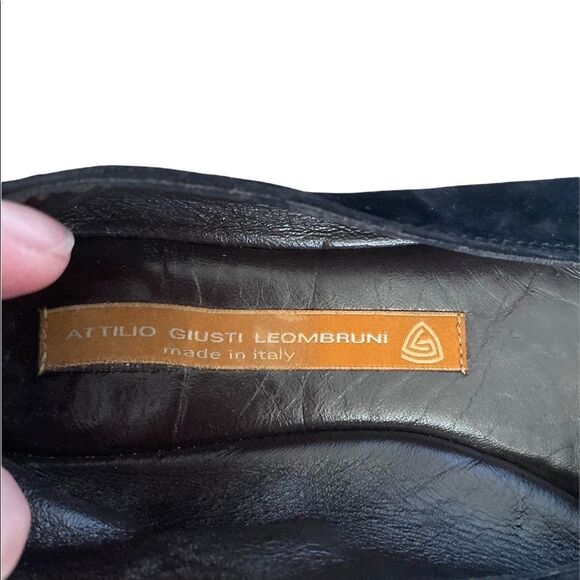 ATTILIO GIUSTI LEOMBRUNI
made in italy